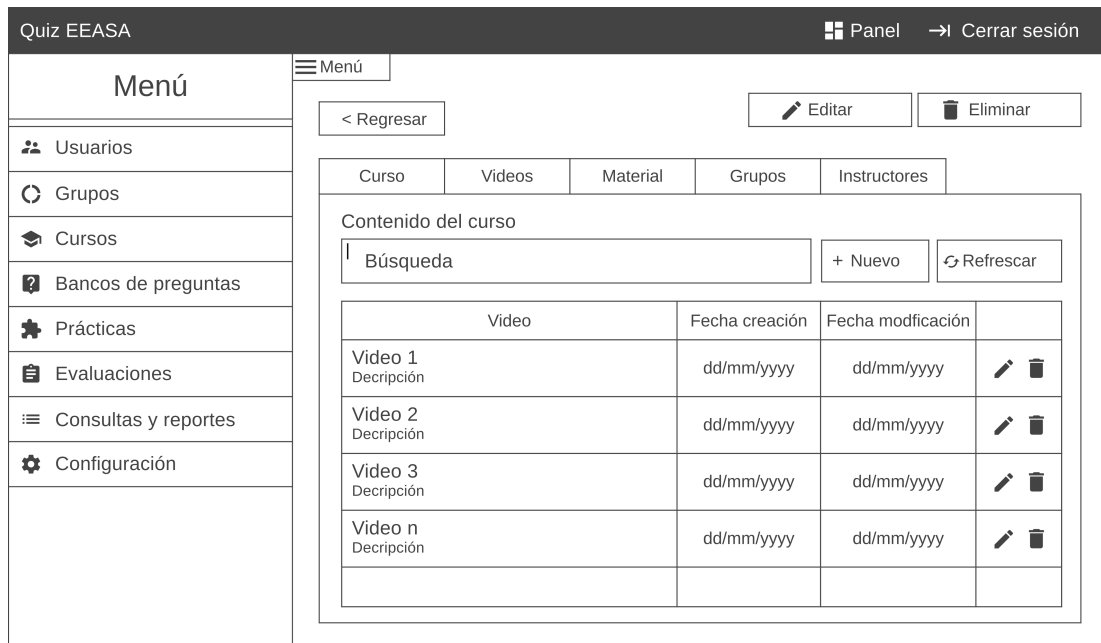 Quiz EEASA
Panel
Cerrar sesión
Menú
Usuarios
Grupos
Cursos
Bancos de preguntas
Prácticas
Evaluaciones
Consultas y reportes
Configuración
Menú
< Regresar
Editar
Eliminar
Curso
Videos
Material
Grupos
Instructores
Contenido del curso
Búsqueda
+ Nuevo
Refrescar
Video
Fecha creación
Fecha modficación
Video 1
Decripción
dd/mm/yyyy
dd/mm/yyyy
Video 2
Decripción
dd/mm/yyyy
dd/mm/yyyy
Video 3
Decripción
dd/mm/yyyy
dd/mm/yyyy
Video n
Decripción
dd/mm/yyyy
dd/mm/yyyy